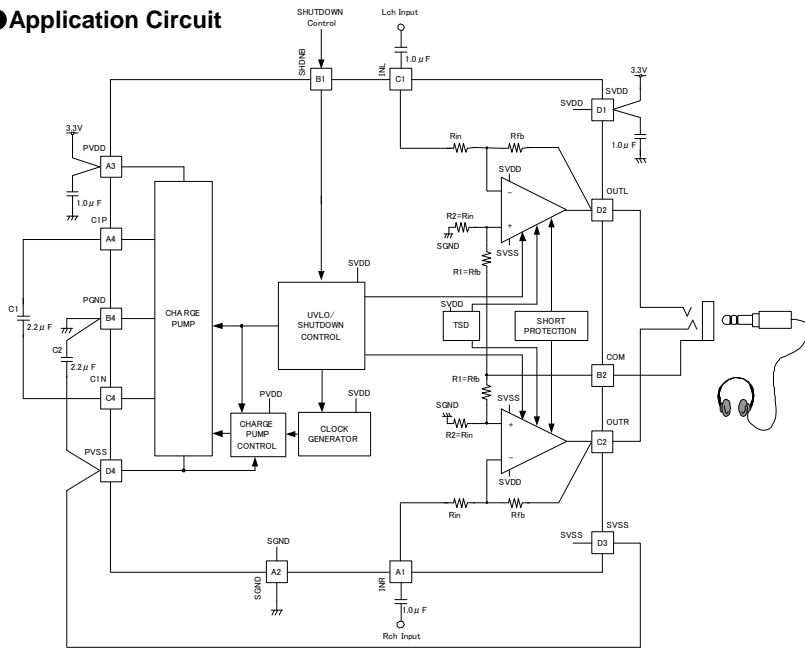 ●Application Circuit
SHUTDOWN
Control
Lch Input
1.0μF
SHDNB
B1
INL
C1
3.3V
SVDD
SVDD
D1
1.0μF
3.3V
PVDD
A3
1.0μF
C1P
A4
C1
2.2μF
PGND
B4
C2
2.2μF
C1N
C4
PVSS
D4
CHARGE
PUMP
SVDD
UVLO/
SHUTDOWN
CONTROL
PVDD
CHARGE
PUMP
CONTROL
SVDD
CLOCK
GENERATOR
Rin
Rfb
SVDD
−
+
R2=Rin
SGND
SVSS
R1=Rfb
OUTL
D2
SVDD
TSD
SHORT
PROTECTION
COM
B2
R1=Rfb
SGND
SVSS
R2=Rin
+
−
SVDD
OUTR
C2
Rin
Rfb
SVSS
SVSS
D3
SGND
A2
SGND
INR
A1
1.0μF
Rch Input